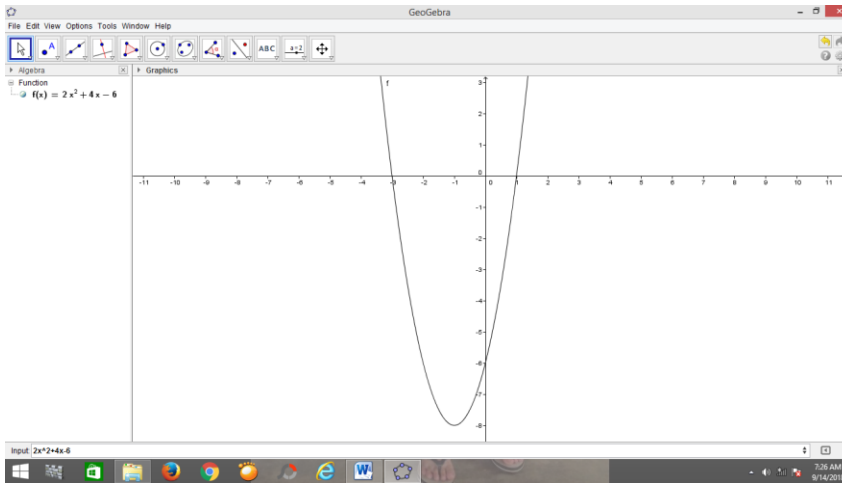 GeoGebra
File Edit View Options Tools Window Help
A
ABC
a=2
Algebra
Graphics
Function
f(x) = 2 x² + 4 x − 6
f
3
2
1
0
-11 -10 -9 -8 -7 -6 -5 -4 -3 -2 -1 0 1 2 3 4 5 6 7 8 9 10 11
-1
-2
-3
-4
-5
-6
-7
-8
Input: 2x^2+4x-6
7:26 AM